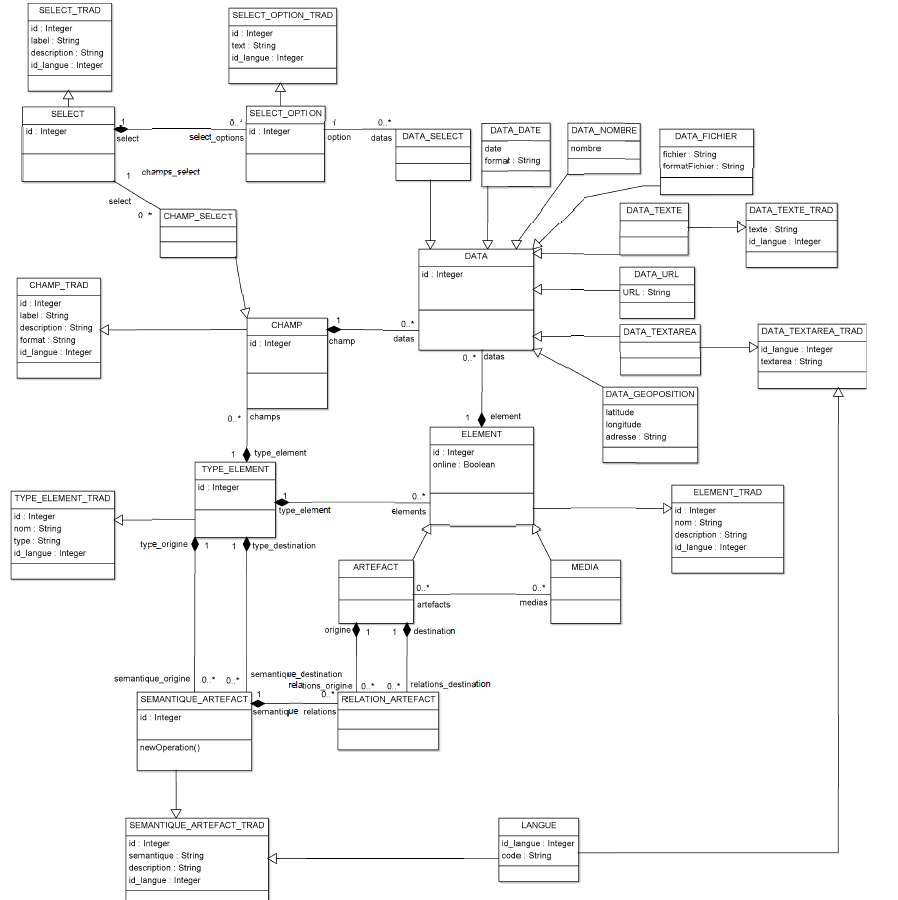 SELECT_TRAD
id : Integer
label : String
description : String
id_langue : Integer
SELECT_OPTION_TRAD
id : Integer
text : String
id_langue : Integer
SELECT
id : Integer
1
select
0..*
select_options
SELECT_OPTION
id : Integer
option
0..*
datas
DATA_SELECT
DATA_DATE
date
format : String
DATA_NOMBRE
nombre
DATA_FICHIER
fichier : String
formatFichier : String
champs_select
1
select
0..*
CHAMP_SELECT
DATA_TEXTE
DATA_TEXTE_TRAD
texte : String
id_langue : Integer
DATA
id : Integer
DATA_URL
URL : String
CHAMP_TRAD
id : Integer
label : String
description : String
format : String
id_langue : Integer
CHAMP
id : Integer
1
champ
0..*
datas
DATA_TEXTAREA
DATA_TEXTAREA_TRAD
id_langue : Integer
textarea : String
0..*
datas
DATA_GEOPOSITION
latitude
longitude
adresse : String
0..*
champs
1
element
ELEMENT
id : Integer
online : Boolean
1
type_element
TYPE_ELEMENT
id : Integer
1
type_element
0..*
elements
TYPE_ELEMENT_TRAD
id : Integer
nom : String
type : String
id_langue : Integer
ELEMENT_TRAD
id : Integer
nom : String
description : String
id_langue : Integer
type_origine
1
1
type_destination
ARTEFACT
0..*
artefacts
0..*
medias
MEDIA
origine
1
1
destination
semantique_origine
0..*
0..*
semantique_destination
relations_origine
0..*
0..*
relations_destination
SEMANTIQUE_ARTEFACT
id : Integer
newOperation()
1
semantique
0..*
relations
RELATION_ARTEFACT
SEMANTIQUE_ARTEFACT_TRAD
id : Integer
semantique : String
description : String
id_langue : Integer
LANGUE
id_langue : Integer
code : String